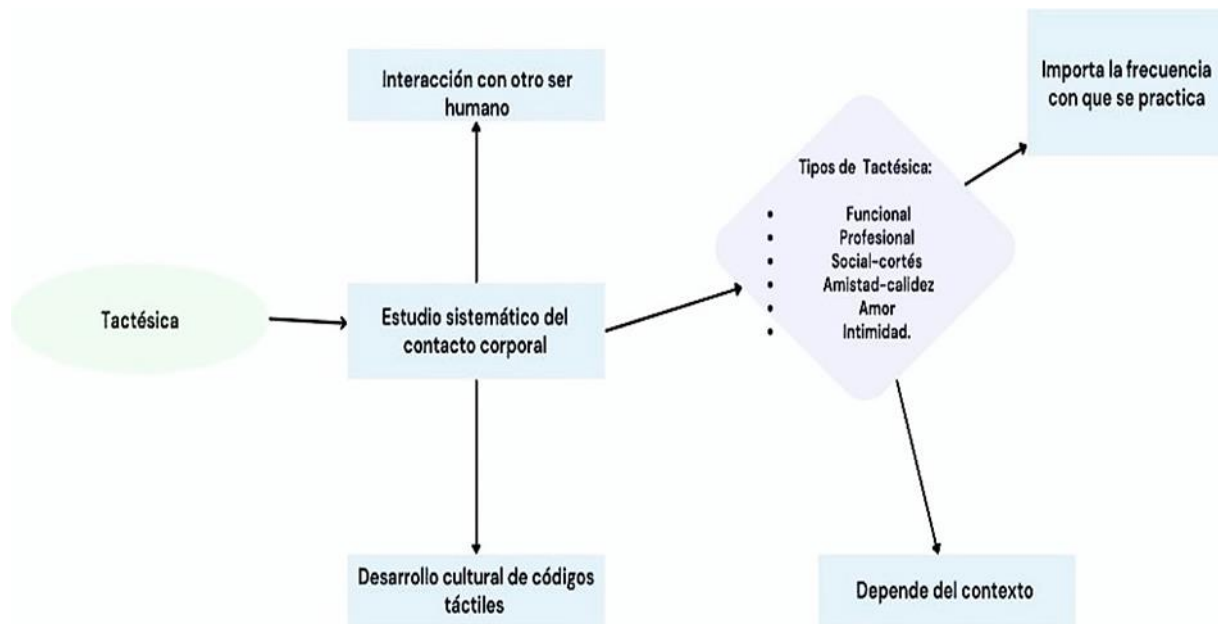 Interacción con otro ser
humano
Importa la frecuencia
con que se practica
Tipos de Tactésica:
• Funcional
• Profesional
• Social-cortés
• Amistad-calidez
• Amor
• Intimidad.
Tactésica
Estudio sistemático del
contacto corporal
Desarrollo cultural de códigos
táctiles
Depende del contexto